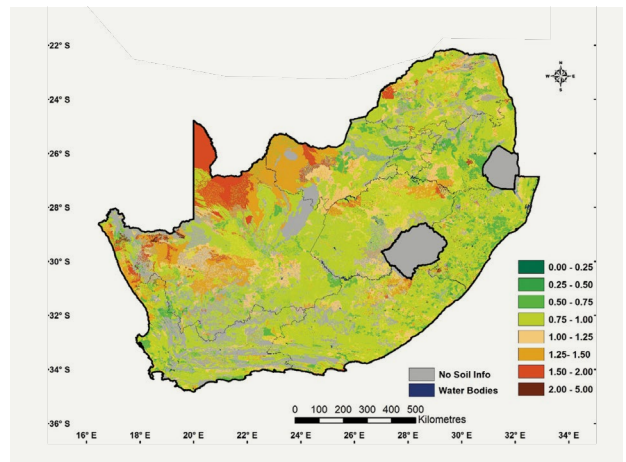 22° S
24° S
26° S
28° S
30° S
32° S
34° S
36° S
N
W
E
S
0.00 - 0.25
0.25 - 0.50
0.50 - 0.75
0.75 - 1.00
1.00 - 1.25
1.25- 1.50
1.50 - 2.00
2.00 - 5.00
No Soil Info
Water Bodies
0 100 200 300 400 500
Kilometres
16° E 18° E 20° E 22° E 24° E 26° E 28° E 30° E 32° E 34° E